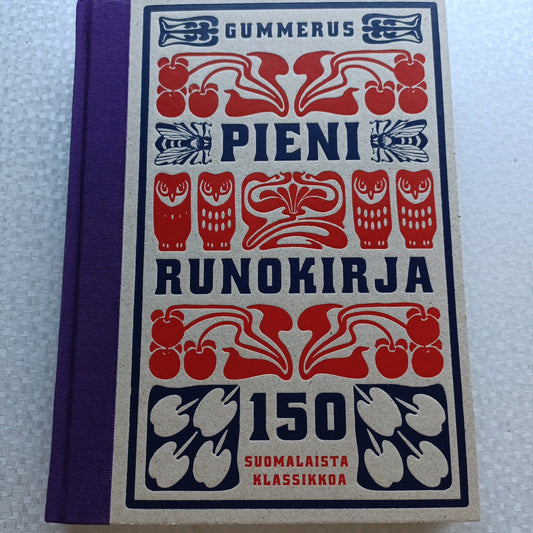 GUMMERUS
PIENI
RUNOKIRJA
150
SUOMALAISTA
KLASSIKKOA